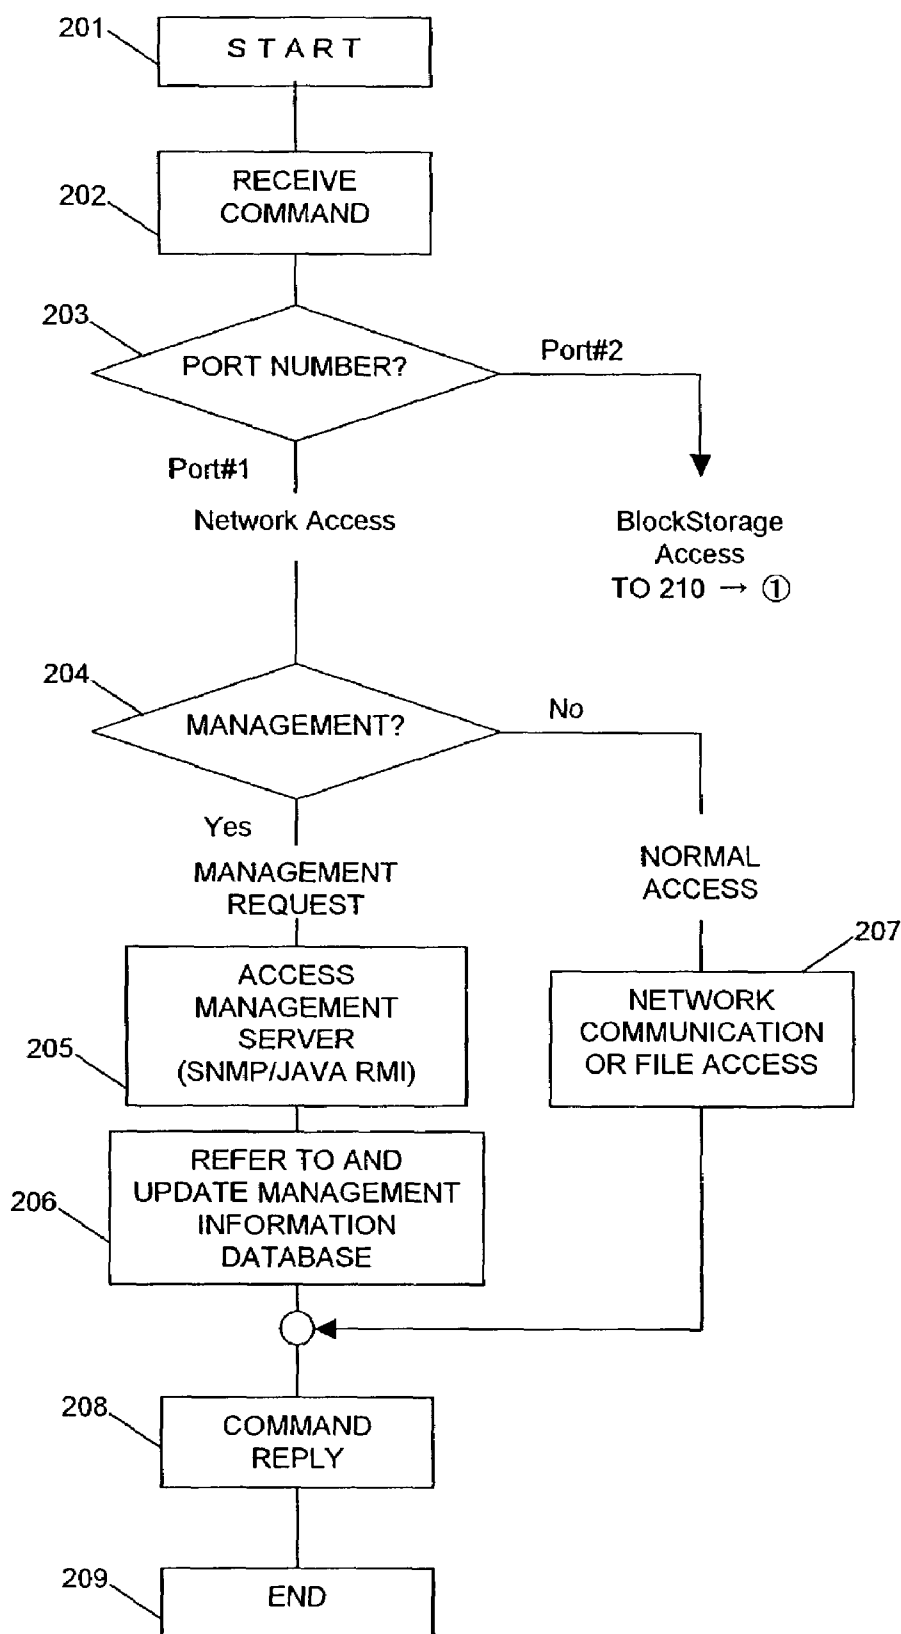 201
START
202
RECEIVE
COMMAND
203
PORT NUMBER?
Port#2
Port#1
Network Access
BlockStorage
Access
TO 210 → ①
204
MANAGEMENT?
No
Yes
MANAGEMENT
REQUEST
NORMAL
ACCESS
207
ACCESS
MANAGEMENT
SERVER
(SNMP/JAVA RMI)
205
NETWORK
COMMUNICATION
OR FILE ACCESS
206
REFER TO AND
UPDATE MANAGEMENT
INFORMATION
DATABASE
208
COMMAND
REPLY
209
END